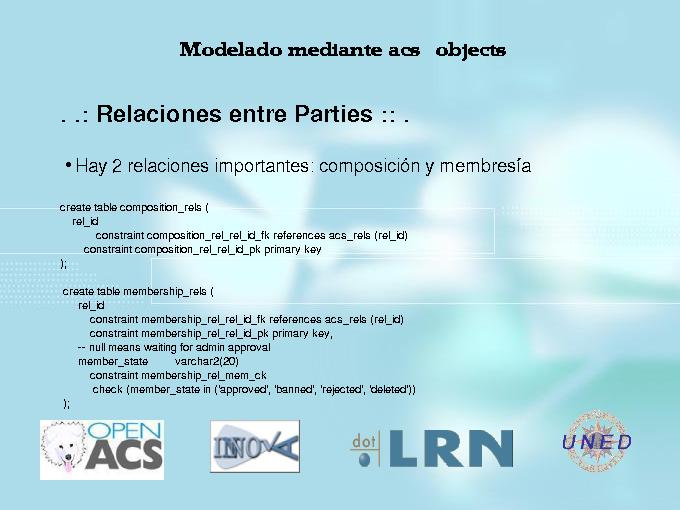 Modelado mediante acs objects
. .: Relaciones entre Parties :: .
• Hay 2 relaciones importantes: composición y membresía
create table composition_rels (
rel_id
constraint composition_rel_rel_id_fk references acs_rels (rel_id)
constraint composition_rel_rel_id_pk primary key
);
create table membership_rels (
rel_id
constraint membership_rel_rel_id_fk references acs_rels (rel_id)
constraint membership_rel_rel_id_pk primary key,
-- null means waiting for admin approval
member_state varchar2(20)
constraint membership_rel_mem_ck
check (member_state in ('approved', 'banned', 'rejected', 'deleted'))
);
OPEN
ACS
INNOVA
dot LRN
UNED